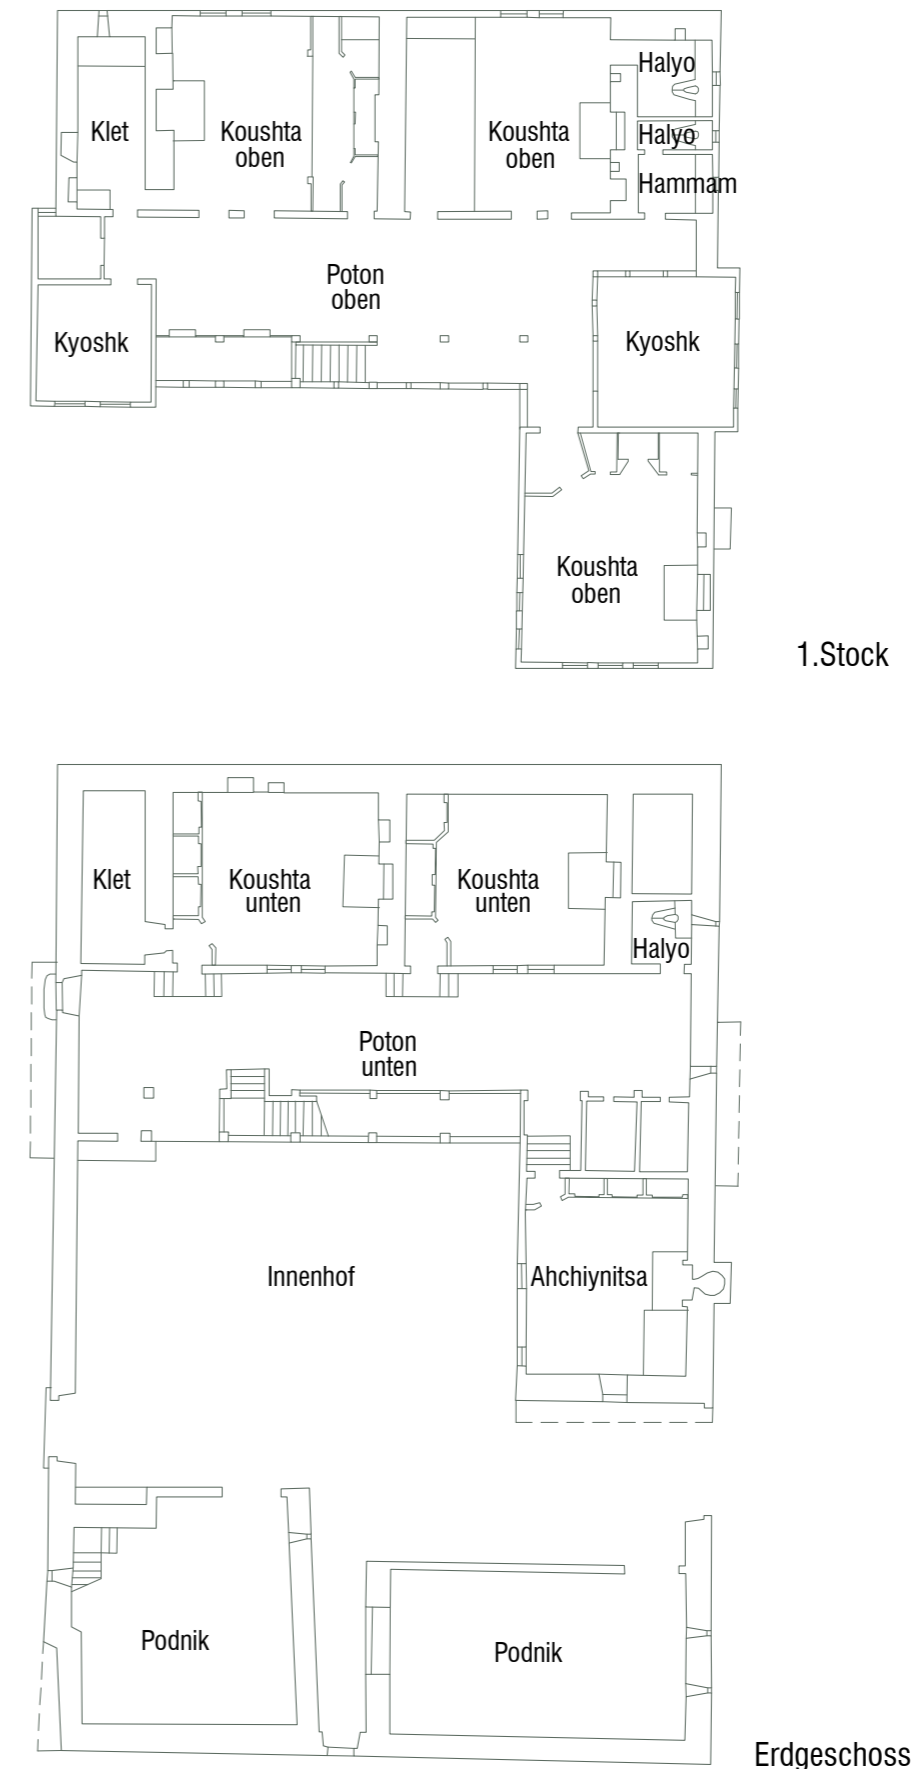 Halyo
Klet
Koushta
oben
Koushta
oben
Halyo
Hammam
Poton
oben
Kyoshk
Kyoshk
Koushta
oben
1.Stock
Klet
Koushta
unten
Koushta
unten
Halyo
Poton
unten
Innenhof
Ahchiynitsa
Podnik
Podnik
Erdgeschoss